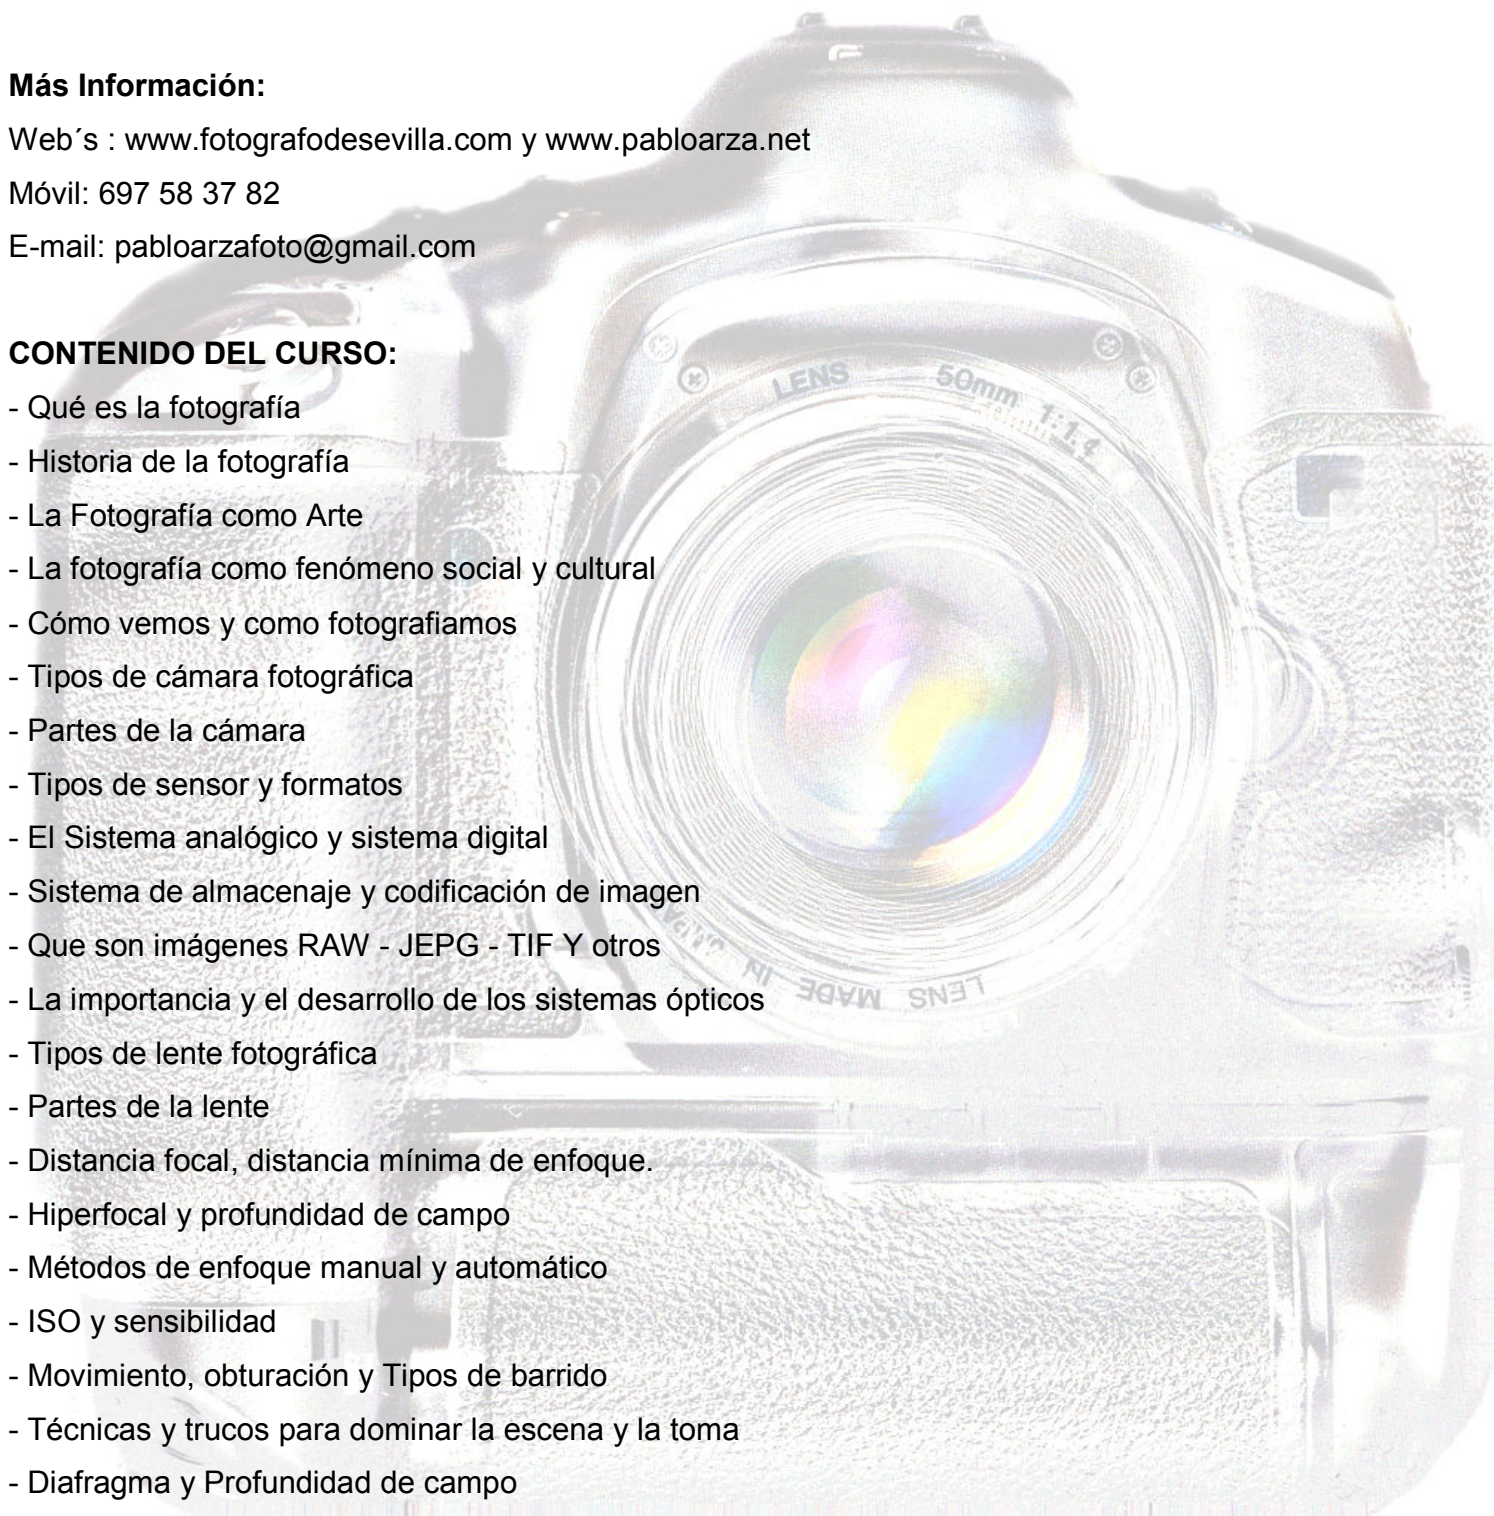 Más Información:
Web´s : www.fotografodesevilla.com y www.pabloarza.net
Móvil: 697 58 37 82
E-mail: pabloarzafoto@gmail.com
CONTENIDO DEL CURSO:
- Qué es la fotografía
- Historia de la fotografía
- La Fotografía como Arte
- La fotografía como fenómeno social y cultural
- Cómo vemos y como fotografiamos
- Tipos de cámara fotográfica
- Partes de la cámara
- Tipos de sensor y formatos
- El Sistema analógico y sistema digital
- Sistema de almacenaje y codificación de imagen
- Que son imágenes RAW - JEPG - TIF Y otros
- La importancia y el desarrollo de los sistemas ópticos
- Tipos de lente fotográfica
- Partes de la lente
- Distancia focal, distancia mínima de enfoque.
- Hiperfocal y profundidad de campo
- Métodos de enfoque manual y automático
- ISO y sensibilidad
- Movimiento, obturación y Tipos de barrido
- Técnicas y trucos para dominar la escena y la toma
- Diafragma y Profundidad de campo
LENS 50mm 1:1.4
LENS MADE IN